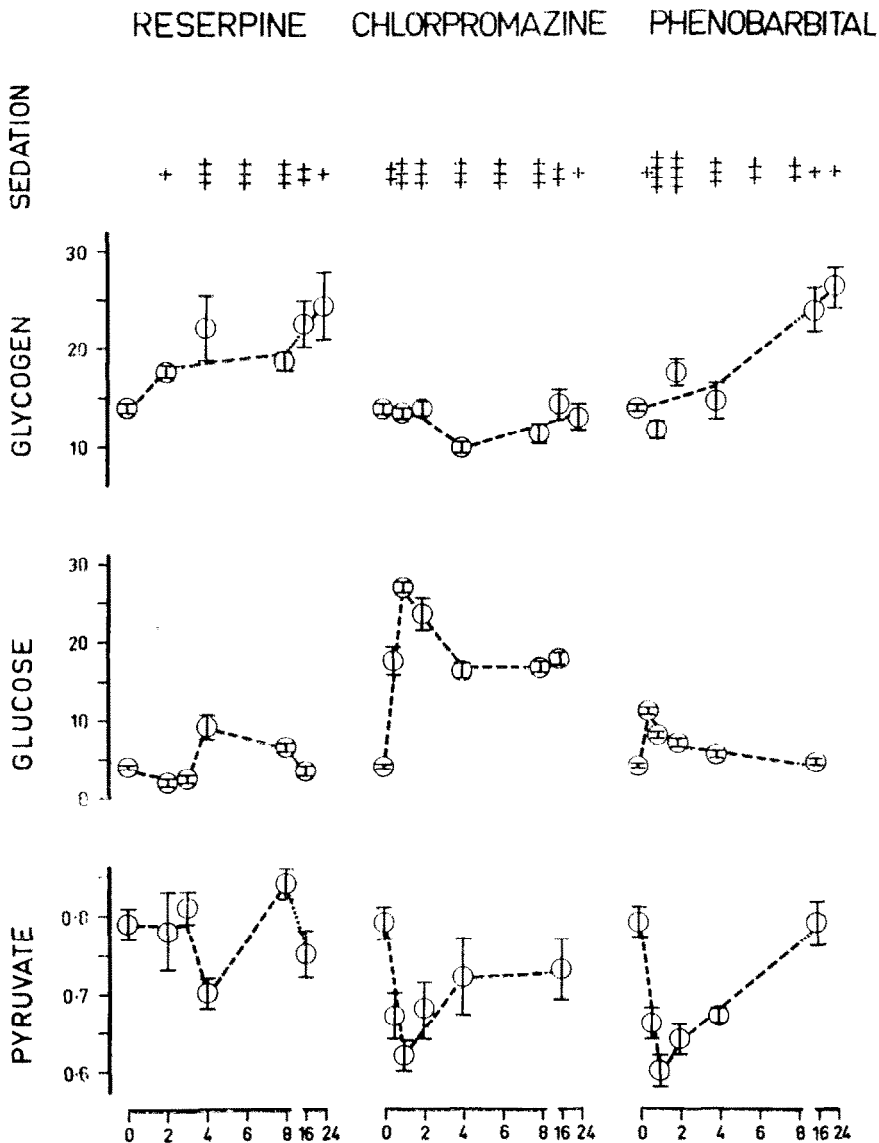 RESERPINE CHLORPROMAZINE PHENOBARBITAL
SEDATION
+ + + + + + + + + + + + + + + + + + + + + + + + + + + + + + + + + + + + + + + + + + + + + + + + + +
GLYCOGEN
30
20
10
GLUCOSE
30
20
10
0
PYRUVATE
0·8
0·7
0·6
0 2 4 6 8 16 24 0 2 4 6 8 16 24 0 2 4 6 8 16 24